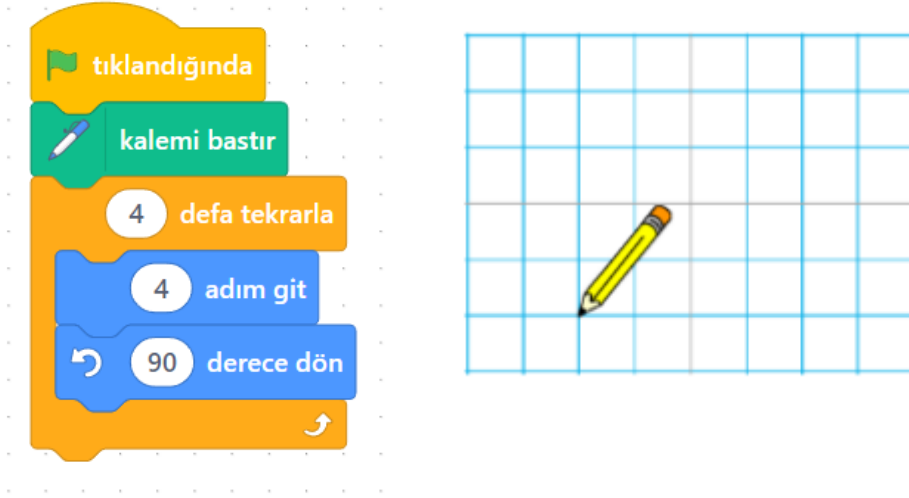 tıklandığında
kalemi bastır
4 defa tekrarla
4 adım git
90 derece dön